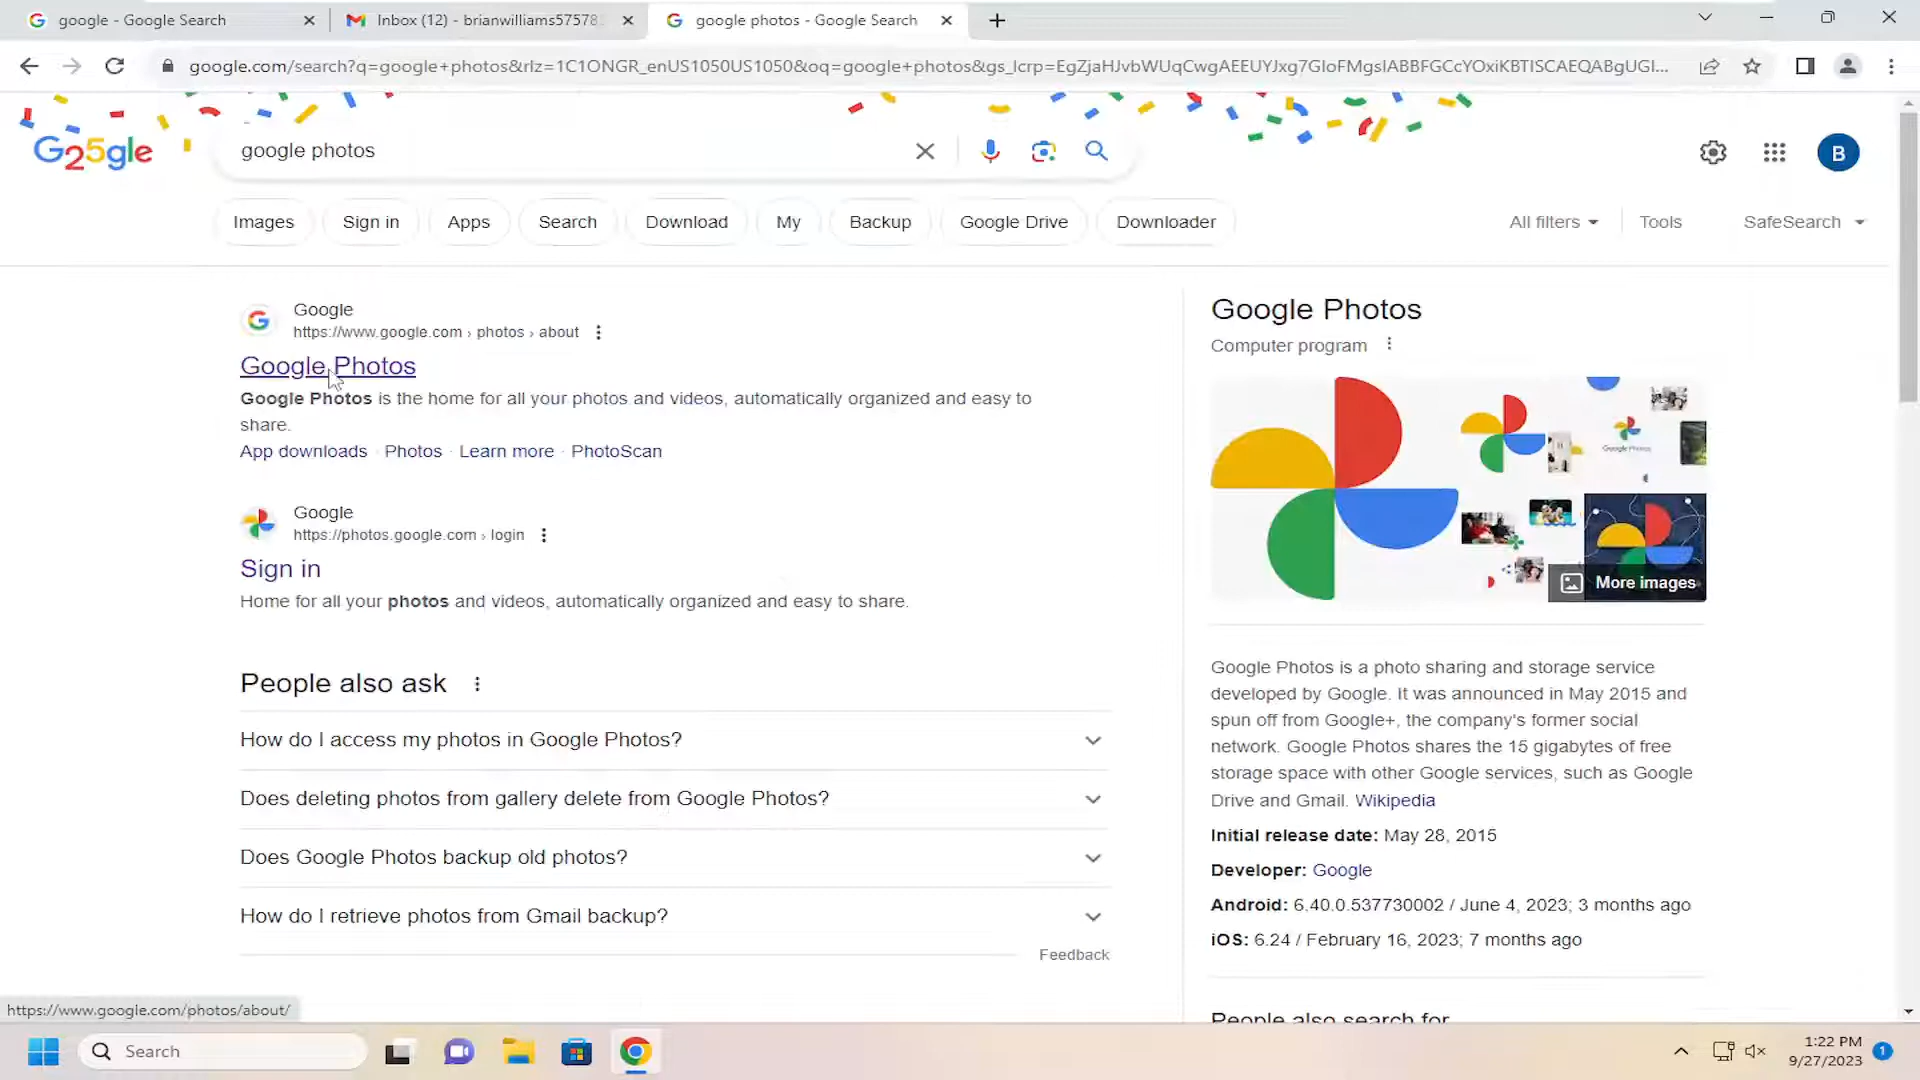 google - Google Search
Inbox (12) - brianwilliams57578
google photos - Google Search
google.com/search?q=google+photos&rlz=1C1ONGR_enUS1050US1050&oq=google+photos&gs_lcrp=EgZjaHJvbWUqCwgAEEUYJxg7GIoFMgsIABBFGCcYOxiKBTISCAEQABgUGI...
G25gle
google photos
B
Images
Sign in
Apps
Search
Download
My
Backup
Google Drive
Downloader
All filters
Tools
SafeSearch
Google
https://www.google.com › photos › about
Google Photos
Google Photos is the home for all your photos and videos, automatically organized and easy to
share.
App downloads · Photos · Learn more · PhotoScan
Google
https://photos.google.com › login
Sign in
Home for all your photos and videos, automatically organized and easy to share.
People also ask
How do I access my photos in Google Photos?
Does deleting photos from gallery delete from Google Photos?
Does Google Photos backup old photos?
How do I retrieve photos from Gmail backup?
Feedback
Google Photos
Computer program
Google Photos
More images
Google Photos is a photo sharing and storage service
developed by Google. It was announced in May 2015 and
spun off from Google+, the company's former social
network. Google Photos shares the 15 gigabytes of free
storage space with other Google services, such as Google
Drive and Gmail. Wikipedia
Initial release date: May 28, 2015
Developer: Google
Android: 6.40.0.537730002 / June 4, 2023; 3 months ago
iOS: 6.24 / February 16, 2023; 7 months ago
People also search for
https://www.google.com/photos/about/
Search
1:22 PM
9/27/2023
1